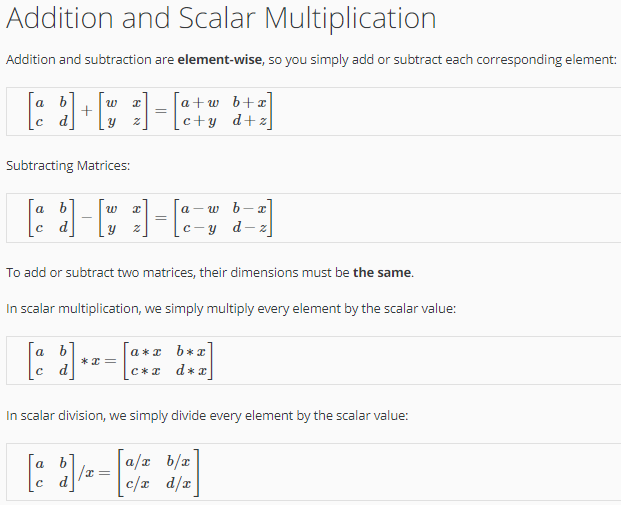 Addition and Scalar Multiplication
Addition and subtraction are element-wise, so you simply add or subtract each corresponding element:
[a b] + [w x] = [a+w b+x]
[c d] [y z] [c+y d+z]
Subtracting Matrices:
[a b] − [w x] = [a−w b−x]
[c d] [y z] [c−y d−z]
To add or subtract two matrices, their dimensions must be the same.
In scalar multiplication, we simply multiply every element by the scalar value:
[a b] ∗ x = [a∗x b∗x]
[c d] [c∗x d∗x]
In scalar division, we simply divide every element by the scalar value:
[a b] /x = [a/x b/x]
[c d] [c/x d/x]